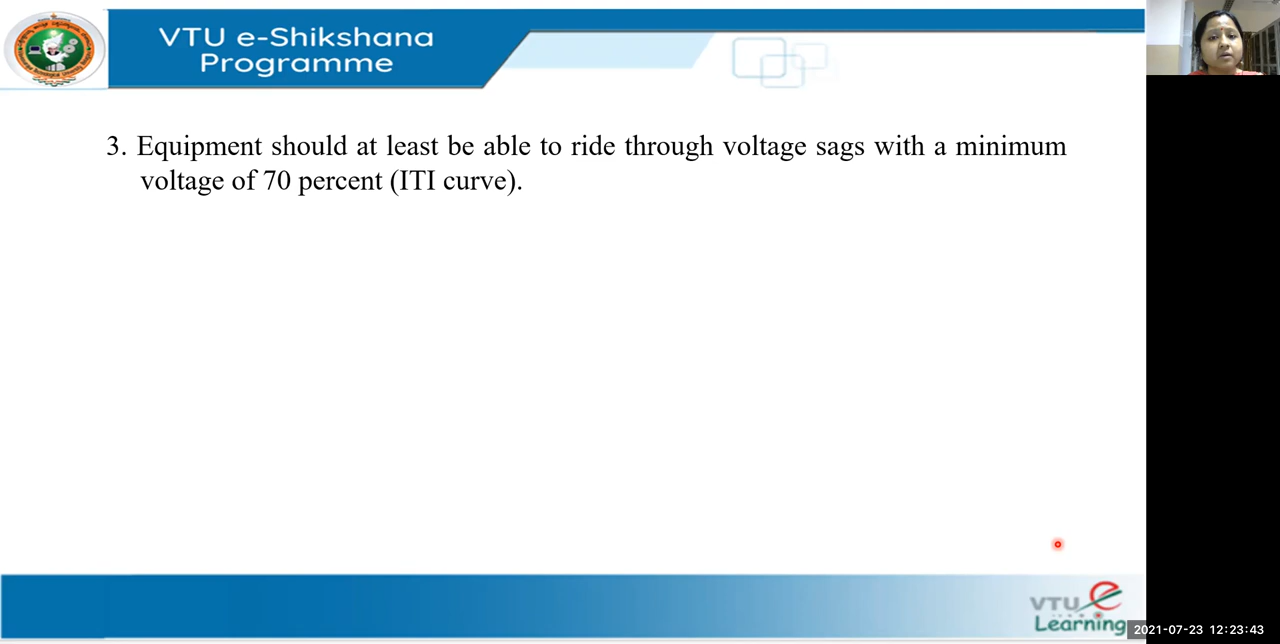 VTU e-Shikshana
Programme
3. Equipment should at least be able to ride through voltage sags with a minimum
voltage of 70 percent (ITI curve).
VTU e
Learning
2021-07-23 12:23:43